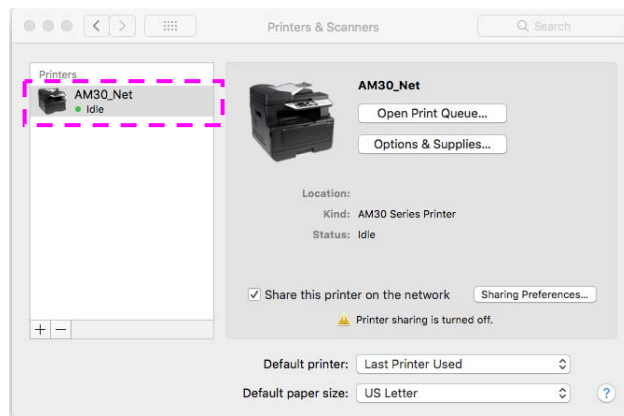 Printers & Scanners
Search
Printers
AM30_Net
Idle
AM30_Net
Open Print Queue...
Options & Supplies...
Location:
Kind: AM30 Series Printer
Status: Idle
Share this printer on the network
Sharing Preferences...
Printer sharing is turned off.
+ −
Default printer: Last Printer Used
Default paper size: US Letter
?